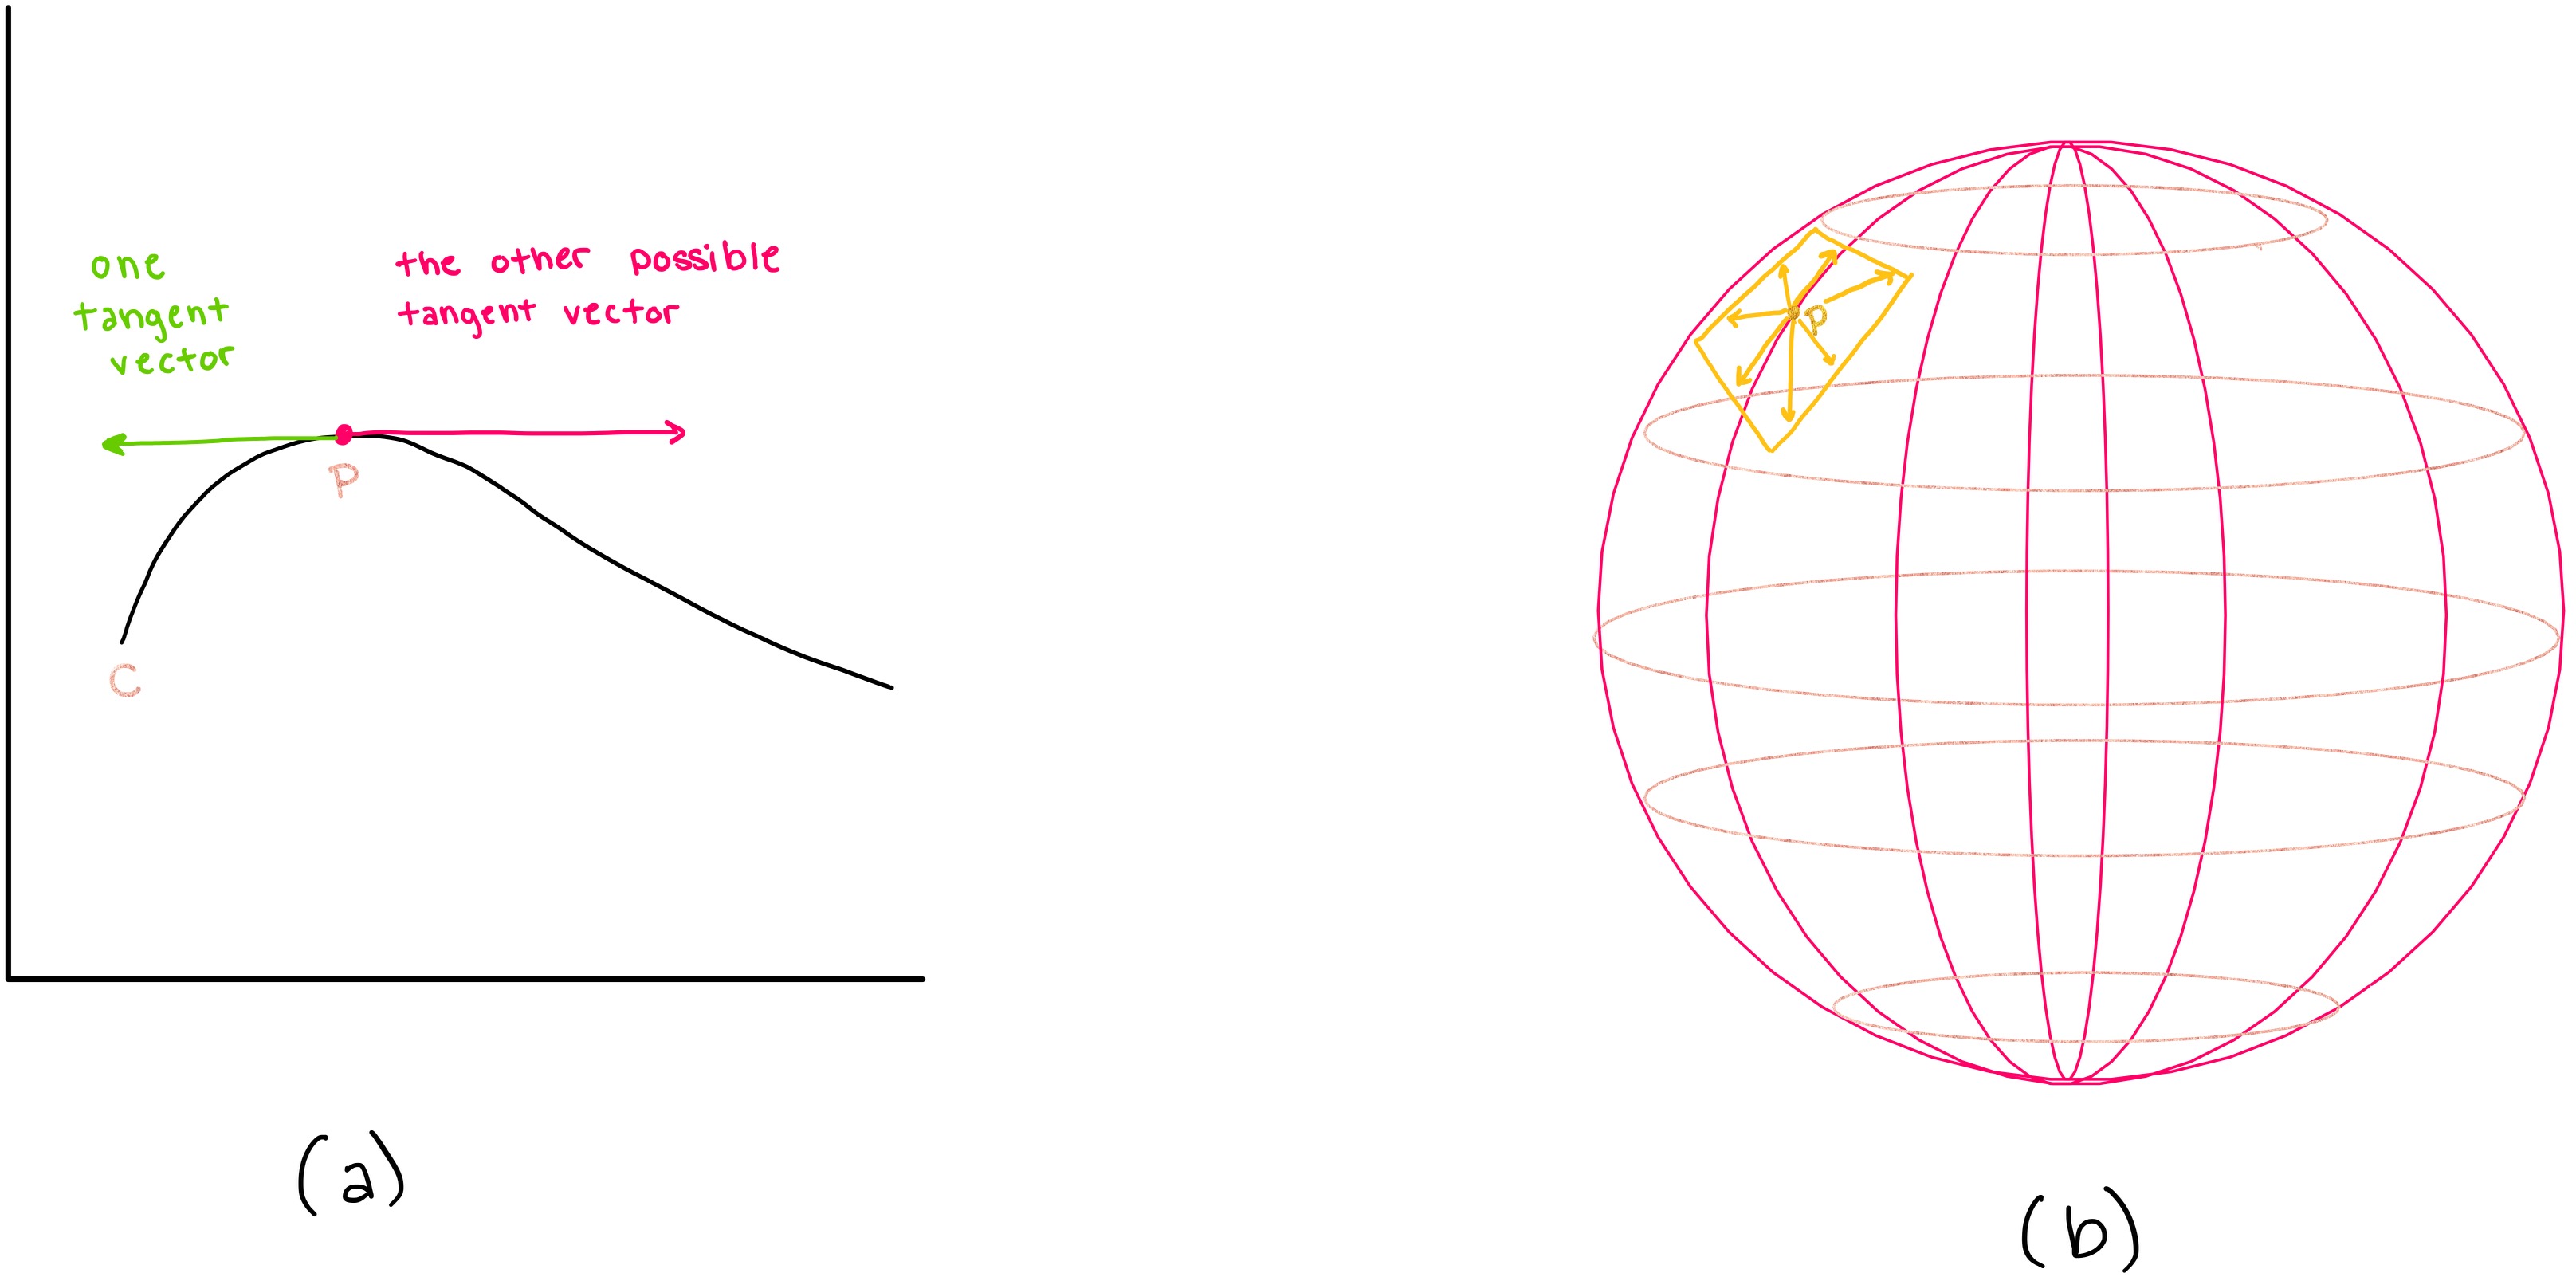 one
tangent
vector
the other possible
tangent vector
P
C
P
(a)
(b)